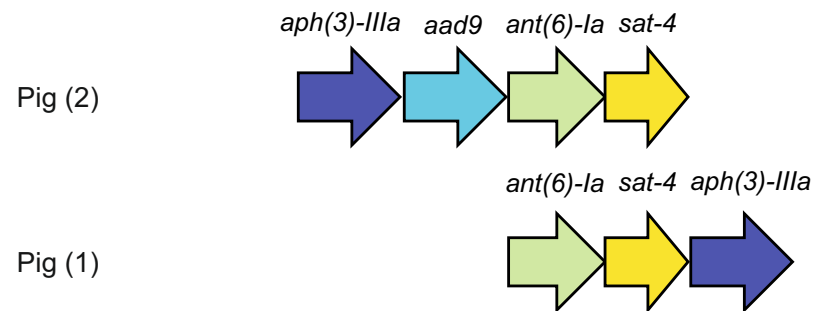 aph(3)-IIIa aad9 ant(6)-Ia sat-4
Pig (2)
ant(6)-Ia sat-4 aph(3)-IIIa
Pig (1)